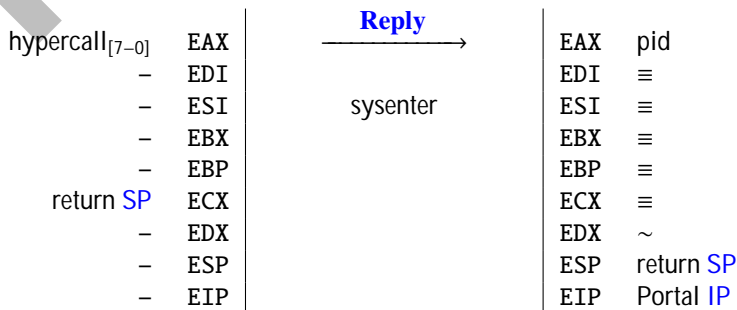 Reply
hypercall[7–0] EAX ⟶ EAX pid
– EDI EDI ≡
– ESI sysenter ESI ≡
– EBX EBX ≡
– EBP EBP ≡
return SP ECX ECX ≡
– EDX EDX ∼
– ESP ESP return SP
– EIP EIP Portal IP